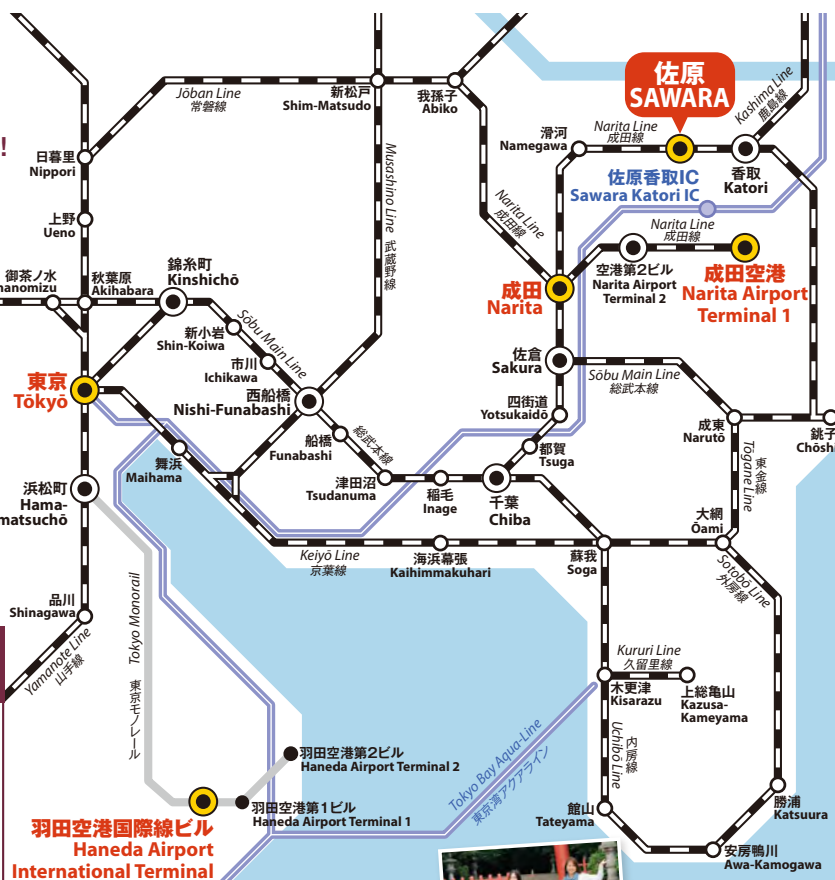 佐原
SAWARA
Jōban Line
常磐線
新松戸
Shim-Matsudo
我孫子
Abiko
Kashima Line
鹿島線
!
日暮里
Nippori
滑河
Namegawa
Narita Line
成田線
香取
Katori
佐原香取IC
Sawara Katori IC
Musashino Line 武蔵野線
Narita Line
成田線
Narita Line
成田線
上野
Ueno
御茶ノ水
hanomizu
秋葉原
Akihabara
錦糸町
Kinshichō
空港第2ビル
Narita Airport
Terminal 2
成田空港
Narita Airport
Terminal 1
成田
Narita
新小岩
Shin-Koiwa
Sōbu Main Line
市川
Ichikawa
佐倉
Sakura
Sōbu Main Line
総武本線
東京
Tōkyō
西船橋
Nishi-Funabashi
四街道
Yotsukaidō
成東
Narutō
銚子
Chōshi
船橋
Funabashi
総武本線
都賀
Tsuga
舞浜
Maihama
津田沼
Tsudanuma
稲毛
Inage
千葉
Chiba
Tōgane Line
東金線
浜松町
Hama-
matsuchō
大網
Ōami
Keiyō Line
京葉線
海浜幕張
Kaihimmakuhari
蘇我
Soga
Sotobō Line
外房線
品川
Shinagawa
Yamanote Line
山手線
Tokyo Monorail
東京モノレール
Kururi Line
久留里線
木更津
Kisarazu
上総亀山
Kazusa-
Kameyama
Uchibō Line
内房線
Tokyo Bay Aqua-Line
東京湾アクアライン
羽田空港第2ビル
Haneda Airport Terminal 2
羽田空港第1ビル
Haneda Airport Terminal 1
館山
Tateyama
勝浦
Katsuura
羽田空港国際線ビル
Haneda Airport
International Terminal
安房鴨川
Awa-Kamogawa